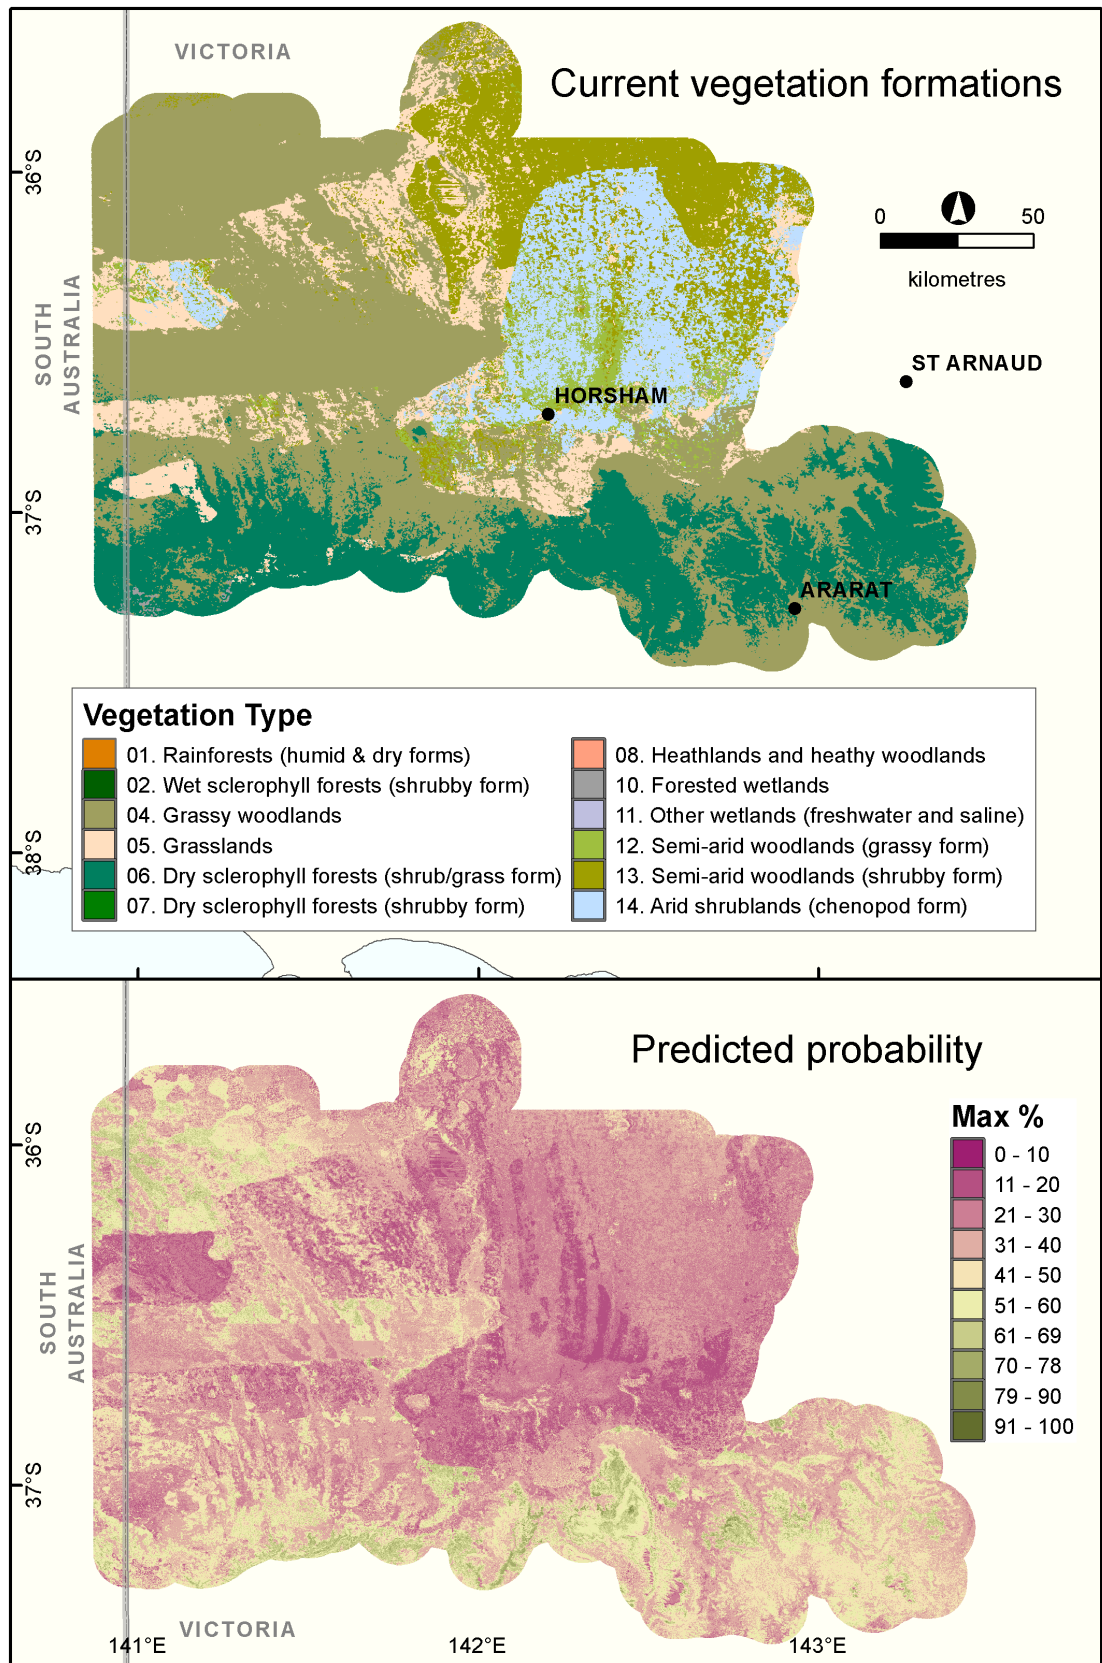 VICTORIA
Current vegetation formations
36°S
0 50
kilometres
SOUTH
AUSTRALIA
ST ARNAUD
HORSHAM
37°S
ARARAT
Vegetation Type
01. Rainforests (humid & dry forms)
02. Wet sclerophyll forests (shrubby form)
04. Grassy woodlands
05. Grasslands
06. Dry sclerophyll forests (shrub/grass form)
07. Dry sclerophyll forests (shrubby form)
08. Heathlands and heathy woodlands
10. Forested wetlands
11. Other wetlands (freshwater and saline)
12. Semi-arid woodlands (grassy form)
13. Semi-arid woodlands (shrubby form)
14. Arid shrublands (chenopod form)
38°S
Predicted probability
Max %
0 - 10
11 - 20
21 - 30
31 - 40
41 - 50
51 - 60
61 - 69
70 - 78
79 - 90
91 - 100
36°S
SOUTH
AUSTRALIA
37°S
VICTORIA
141°E 142°E 143°E